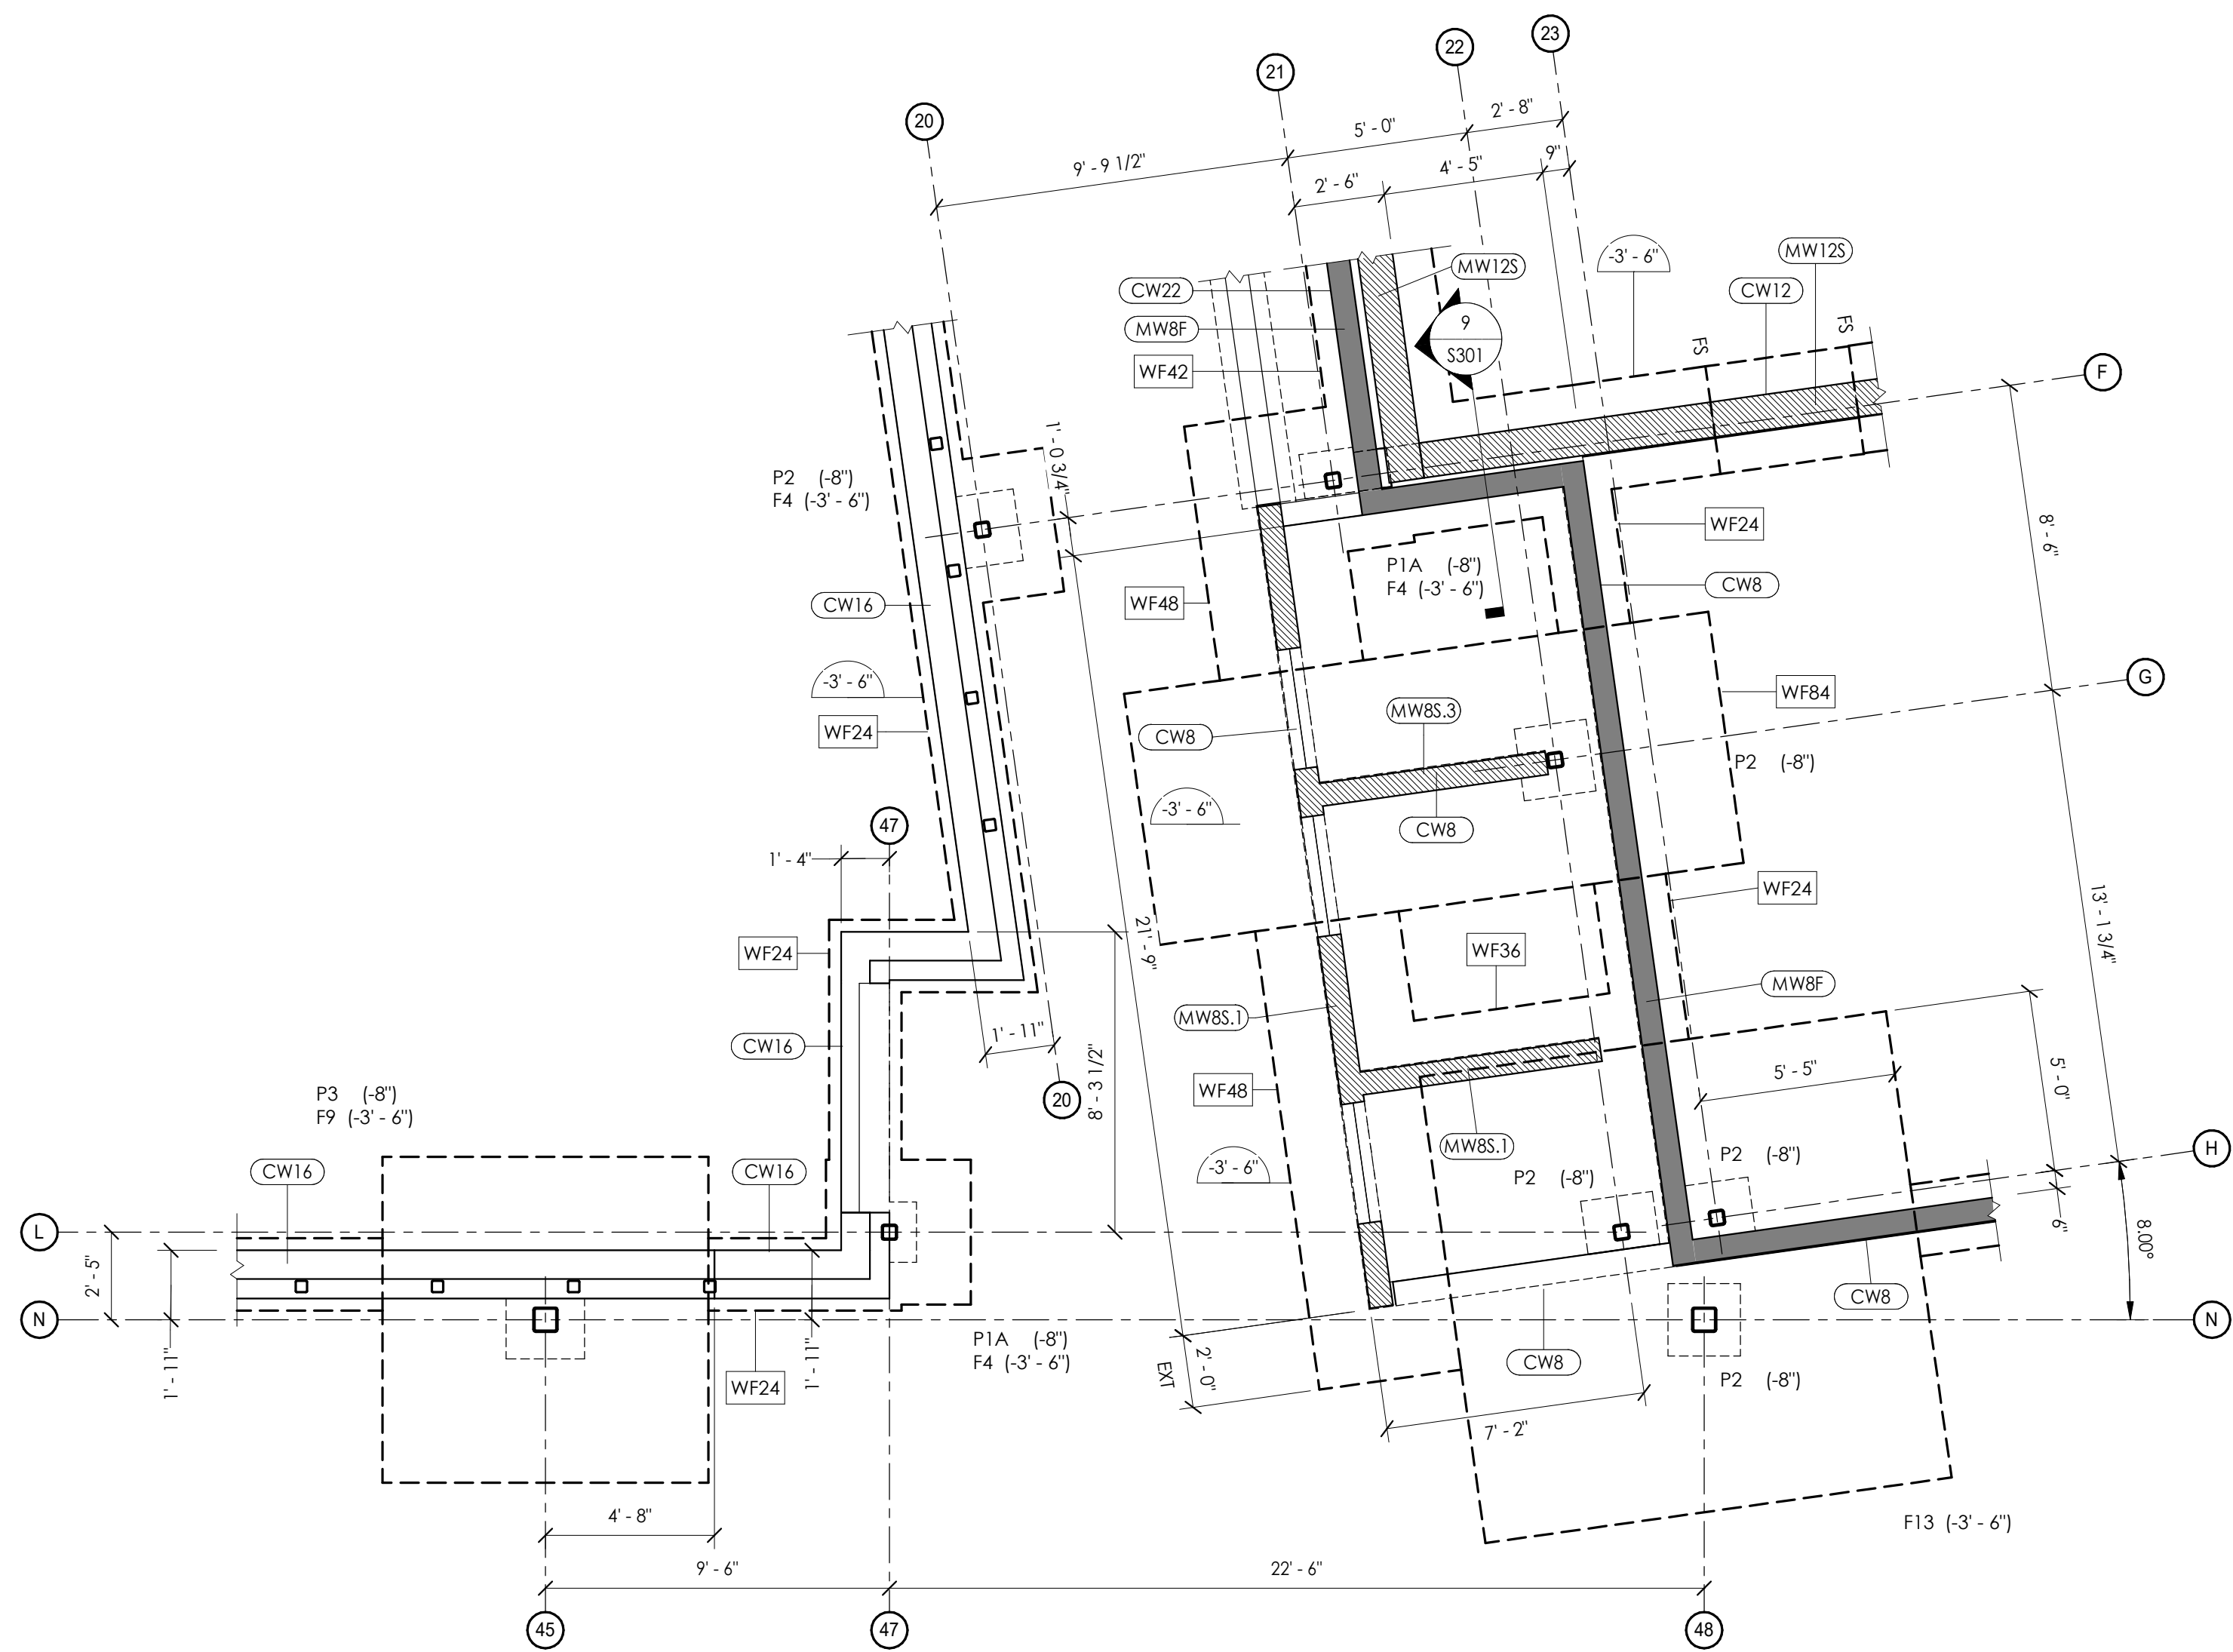 23
22
21
20
2' - 8"
5' - 0"
9' - 9 1/2"
9"
4' - 5"
2' - 6"
-3' - 6"
MW12S
MW12S
CW22
CW12
MW8F
9
S301
WF42
FS
FS
F
1' - 0 3/4"
P2 (-8")
F4 (-3' - 6")
WF24
8' - 6"
P1A (-8")
F4 (-3' - 6")
CW8
CW16
WF48
-3' - 6"
G
WF84
MW8S.3
WF24
CW8
P2 (-8")
-3' - 6"
47
CW8
1' - 4"
WF24
13' - 1 3/4"
21' - 9"
WF24
WF36
MW8F
MW8S.1
CW16
1' - 11"
8' - 3 1/2"
5' - 5"
5' - 0"
WF48
20
P3 (-8")
F9 (-3' - 6")
MW8S.1
P2 (-8")
H
CW16
CW16
-3' - 6"
P2 (-8")
L
6"
8.00°
2' - 5"
CW8
N
N
P1A (-8")
F4 (-3' - 6")
1' - 11"
1' - 11"
CW8
2' - 0"
EXT
WF24
P2 (-8")
7' - 2"
4' - 8"
F13 (-3' - 6")
9' - 6"
22' - 6"
45
47
48